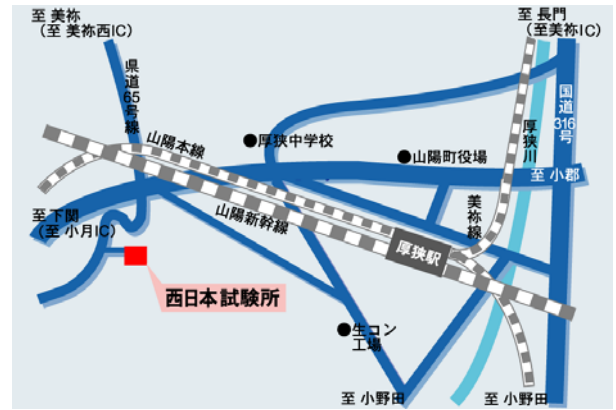 至 美祢
(至 美祢西IC)
至 長門
(至美祢IC)
県道65号線
国道316号
山陽本線
厚狭中学校
山陽町役場
厚狭川
至 小郡
美祢線
至 下関
(至 小月IC)
山陽新幹線
厚狭駅
西日本試験所
生コン
工場
至 小野田
至 小野田